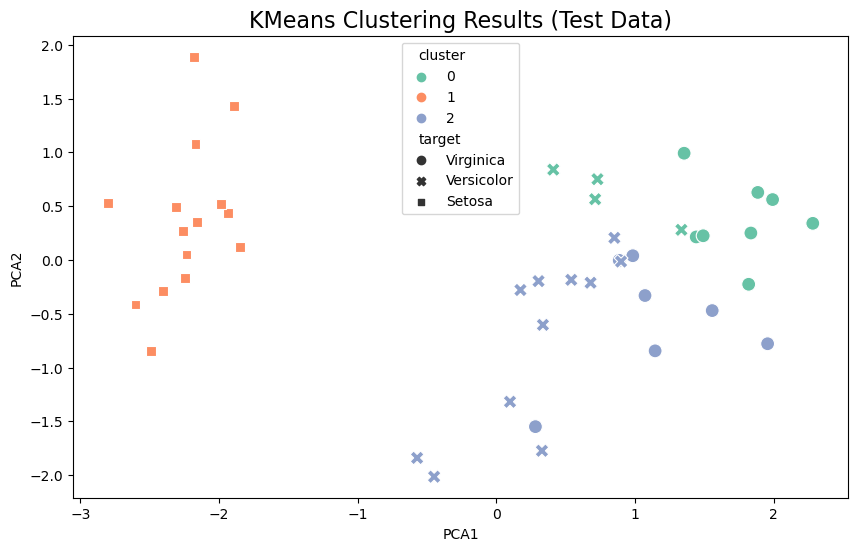 KMeans Clustering Results (Test Data)
cluster
0
1
2
target
Virginica
Versicolor
Setosa
PCA2
2.0
1.5
1.0
0.5
0.0
−0.5
−1.0
−1.5
−2.0
−3
−2
−1
0
1
2
PCA1